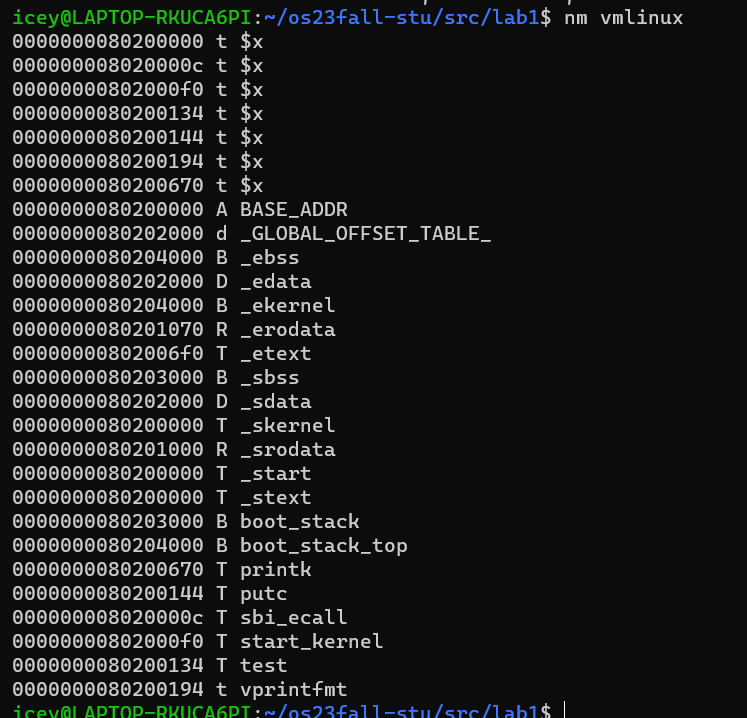 icey@LAPTOP-RKUCA6PI:~/os23fall-stu/src/lab1$ nm vmlinux
0000000080200000 t $x
000000008020000c t $x
00000000802000f0 t $x
0000000080200134 t $x
0000000080200144 t $x
0000000080200194 t $x
0000000080200670 t $x
0000000080200000 A BASE_ADDR
0000000080202000 d _GLOBAL_OFFSET_TABLE_
0000000080204000 B _ebss
0000000080202000 D _edata
0000000080204000 B _ekernel
0000000080201070 R _erodata
00000000802006f0 T _etext
0000000080203000 B _sbss
0000000080202000 D _sdata
0000000080200000 T _skernel
0000000080201000 R _srodata
0000000080200000 T _start
0000000080200000 T _stext
0000000080203000 B boot_stack
0000000080204000 B boot_stack_top
0000000080200670 T printk
0000000080200144 T putc
000000008020000c T sbi_ecall
00000000802000f0 T start_kernel
0000000080200134 T test
0000000080200194 t vprintfmt
icey@LAPTOP-RKUCA6PI:~/os23fall-stu/src/lab1$